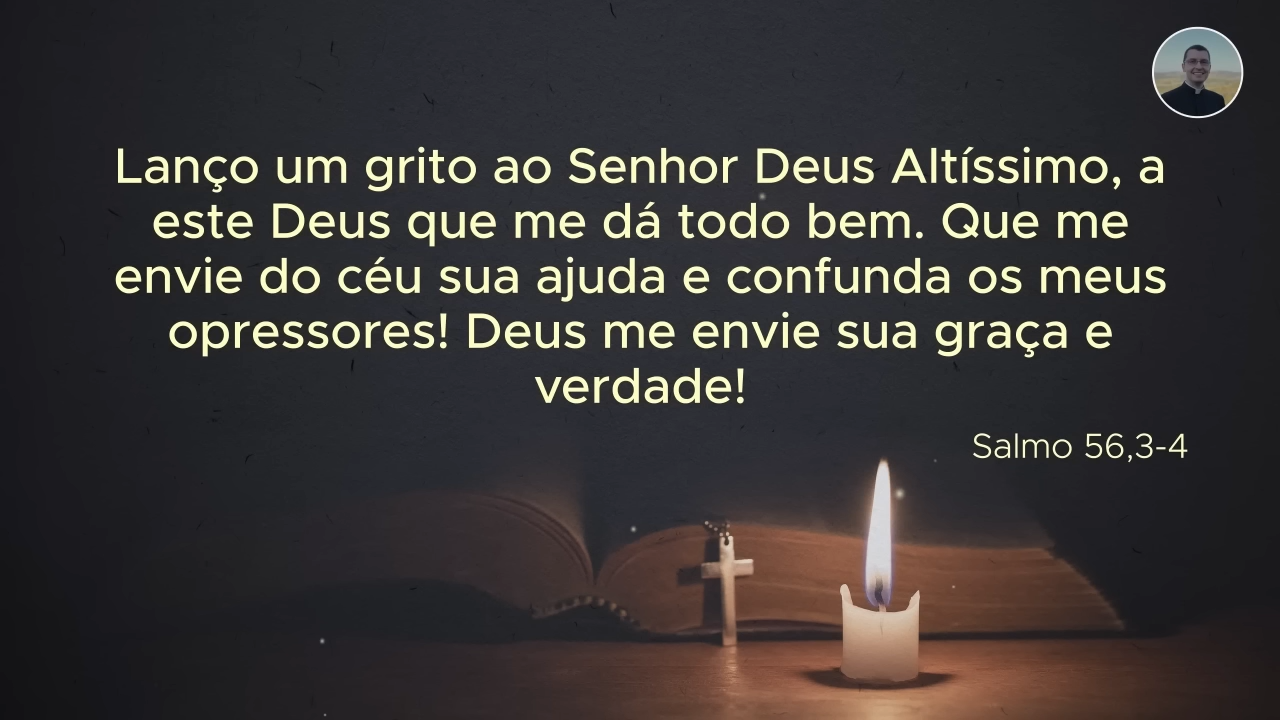 Lanço um grito ao Senhor Deus Altíssimo, a
este Deus que me dá todo bem. Que me
envie do céu sua ajuda e confunda os meus
opressores! Deus me envie sua graça e
verdade!
Salmo 56,3-4